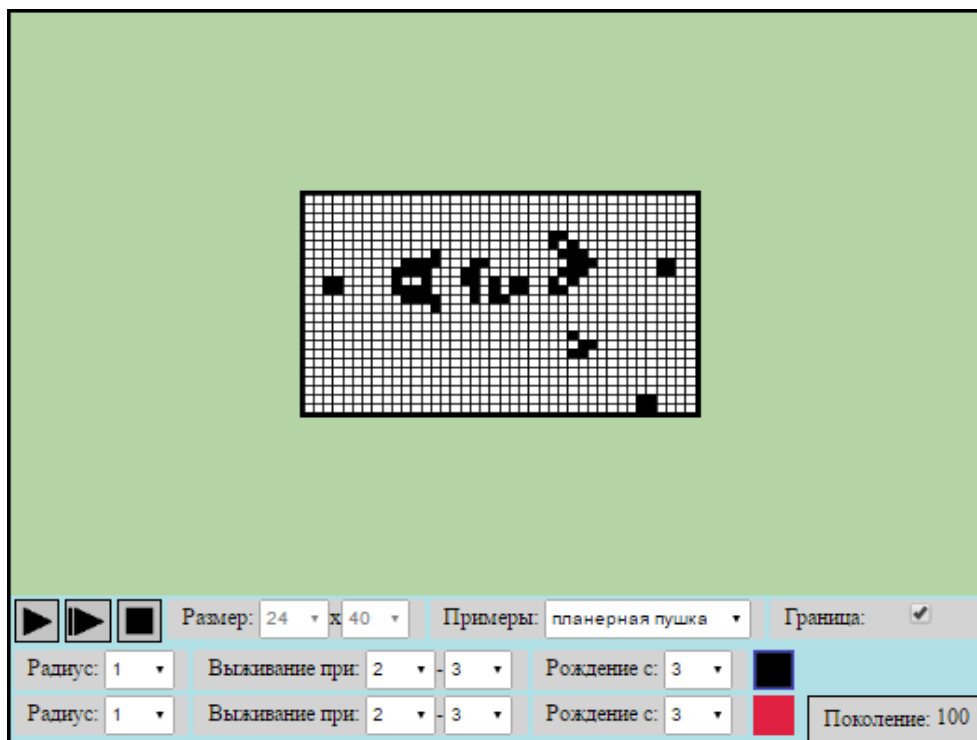 Размер: 24 x 40 Примеры: планерная пушка Граница:
Радиус: 1 Выживание при: 2 - 3 Рождение с: 3
Радиус: 1 Выживание при: 2 - 3 Рождение с: 3 Поколение: 100